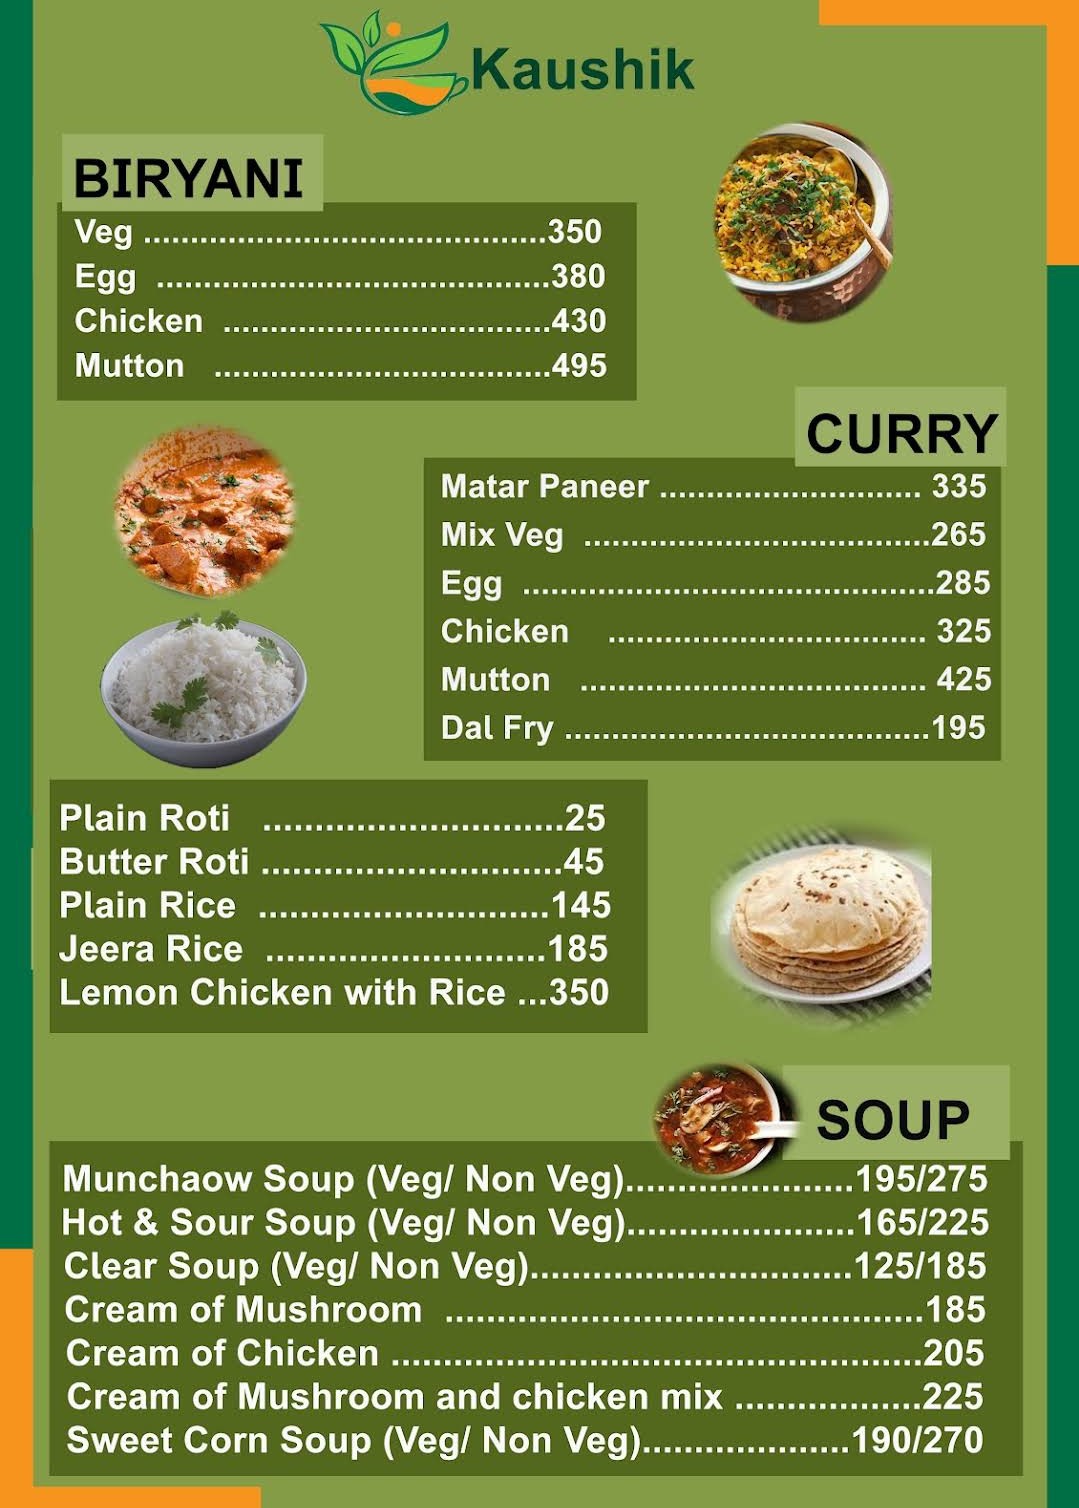 Kaushik
BIRYANI
Veg ...........................................350
Egg ..........................................380
Chicken ...................................430
Mutton ....................................495
CURRY
Matar Paneer ............................ 335
Mix Veg .....................................265
Egg ............................................285
Chicken .................................. 325
Mutton ..................................... 425
Dal Fry .......................................195
Plain Roti .............................25
Butter Roti .............................45
Plain Rice ............................145
Jeera Rice ...........................185
Lemon Chicken with Rice ...350
SOUP
Munchaow Soup (Veg/ Non Veg)......................195/275
Hot & Sour Soup (Veg/ Non Veg)......................165/225
Clear Soup (Veg/ Non Veg)...............................125/185
Cream of Mushroom ..............................................185
Cream of Chicken ...................................................205
Cream of Mushroom and chicken mix ..................225
Sweet Corn Soup (Veg/ Non Veg)....................190/270